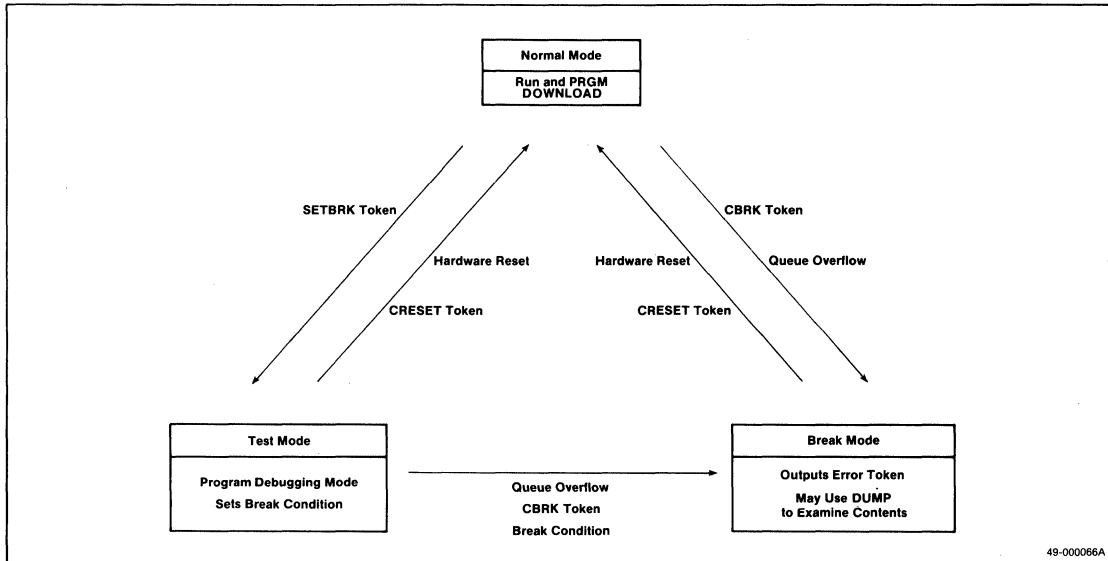 Normal Mode
Run and PRGM
DOWNLOAD
SETBRK Token
CBRK Token
Hardware Reset
Hardware Reset
Queue Overflow
CRESET Token
CRESET Token
Test Mode
Program Debugging Mode
Sets Break Condition
Queue Overflow
CBRK Token
Break Condition
Break Mode
Outputs Error Token
May Use DUMP
to Examine Contents
49-000066A